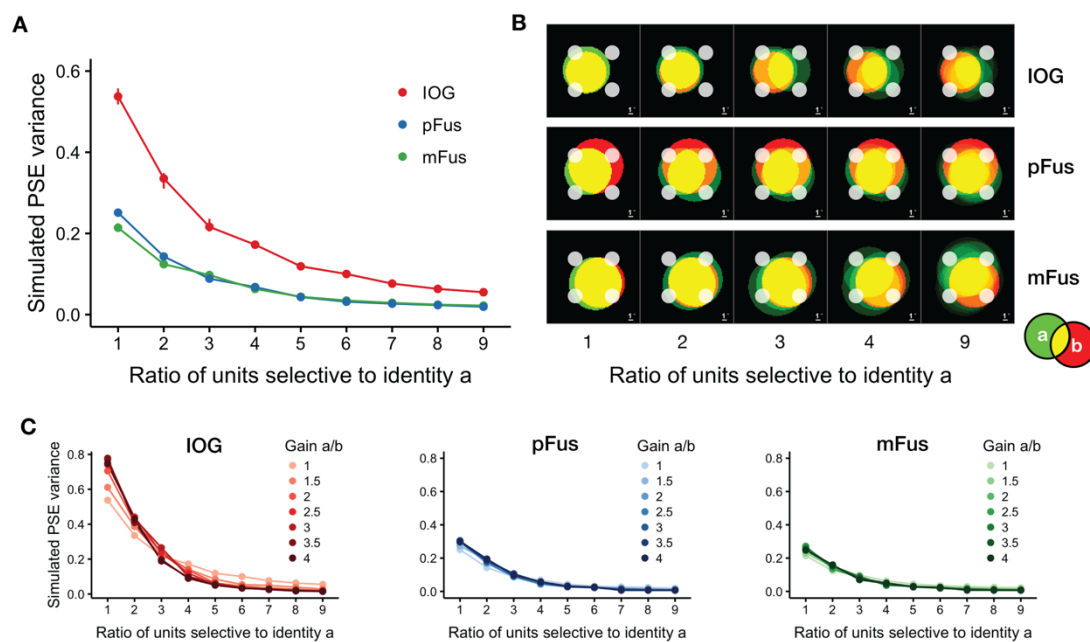 A
0.6
0.4
0.2
0.0
Simulated PSE variance
IOG
pFus
mFus
1 2 3 4 5 6 7 8 9
Ratio of units selective to identity a
B
IOG
pFus
mFus
1 2 3 4 9
Ratio of units selective to identity a
a b
C
IOG
Gain a/b
1
1.5
2
2.5
3
3.5
4
0.8
0.6
0.4
0.2
0.0
Simulated PSE variance
1 2 3 4 5 6 7 8 9
Ratio of units selective to identity a
pFus
Gain a/b
1
1.5
2
2.5
3
3.5
4
0.8
0.6
0.4
0.2
0.0
1 2 3 4 5 6 7 8 9
Ratio of units selective to identity a
mFus
Gain a/b
1
1.5
2
2.5
3
3.5
4
0.8
0.6
0.4
0.2
0.0
1 2 3 4 5 6 7 8 9
Ratio of units selective to identity a